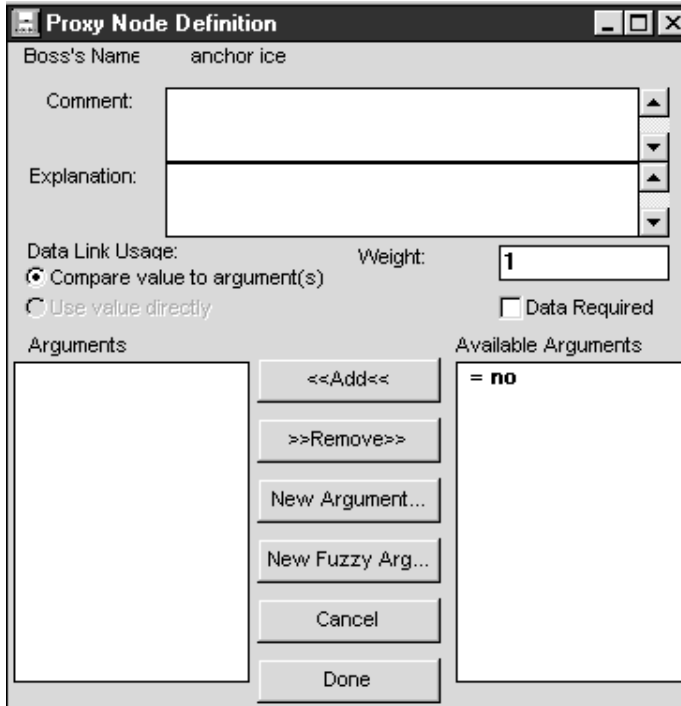 Proxy Node Definition
Boss's Name anchor ice
Comment:
Explanation:
Data Link Usage:
Weight: 1
Compare value to argument(s)
Use value directly
Data Required
Arguments
Available Arguments
<<Add<<
= no
>>Remove>>
New Argument...
New Fuzzy Arg...
Cancel
Done